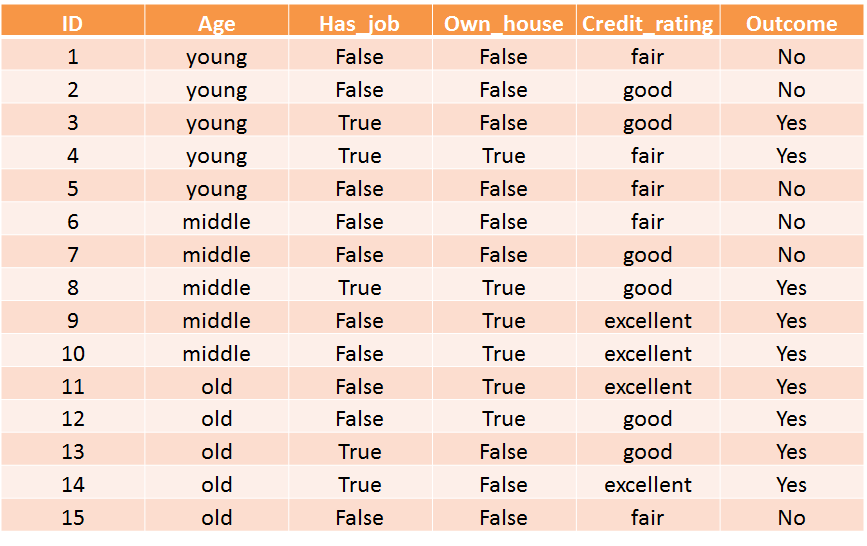 ID Age Has_job Own_house Credit_rating Outcome
1 young False False fair No
2 young False False good No
3 young True False good Yes
4 young True True fair Yes
5 young False False fair No
6 middle False False fair No
7 middle False False good No
8 middle True True good Yes
9 middle False True excellent Yes
10 middle False True excellent Yes
11 old False True excellent Yes
12 old False True good Yes
13 old True False good Yes
14 old True False excellent Yes
15 old False False fair No